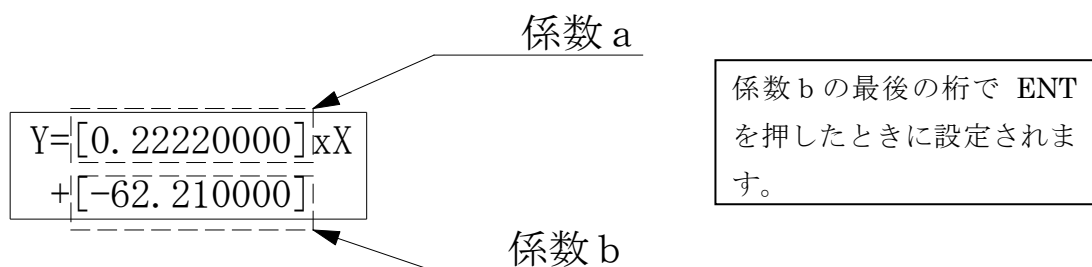 係数a
Y=[0.22220000]xX
+[-62.210000]
係数b
係数bの最後の桁で ENT
を押したときに設定されま
す。